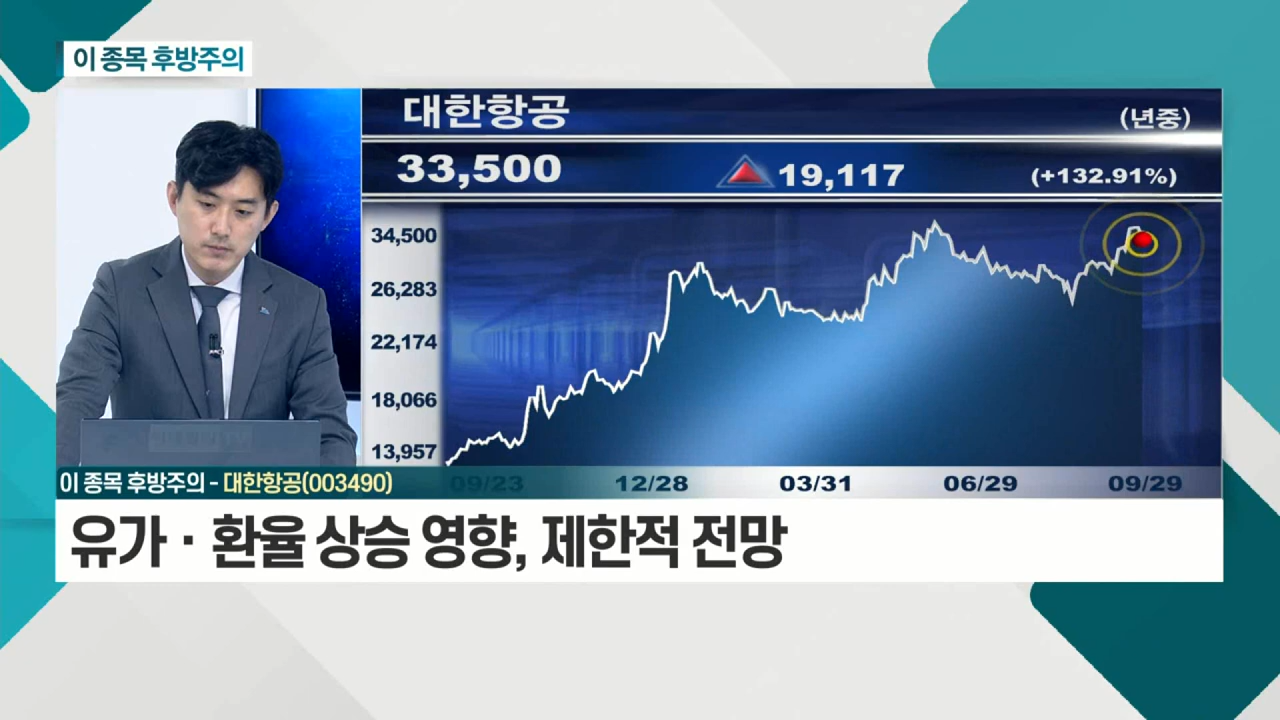 이 종목 후방주의
대한항공
(년중)
33,500
▲ 19,117
(+132.91%)
34,500
26,283
22,174
18,066
13,957
09/23 12/28 03/31 06/29 09/29
이 종목 후방주의 - 대한항공(003490)
유가 · 환율 상승 영향, 제한적 전망